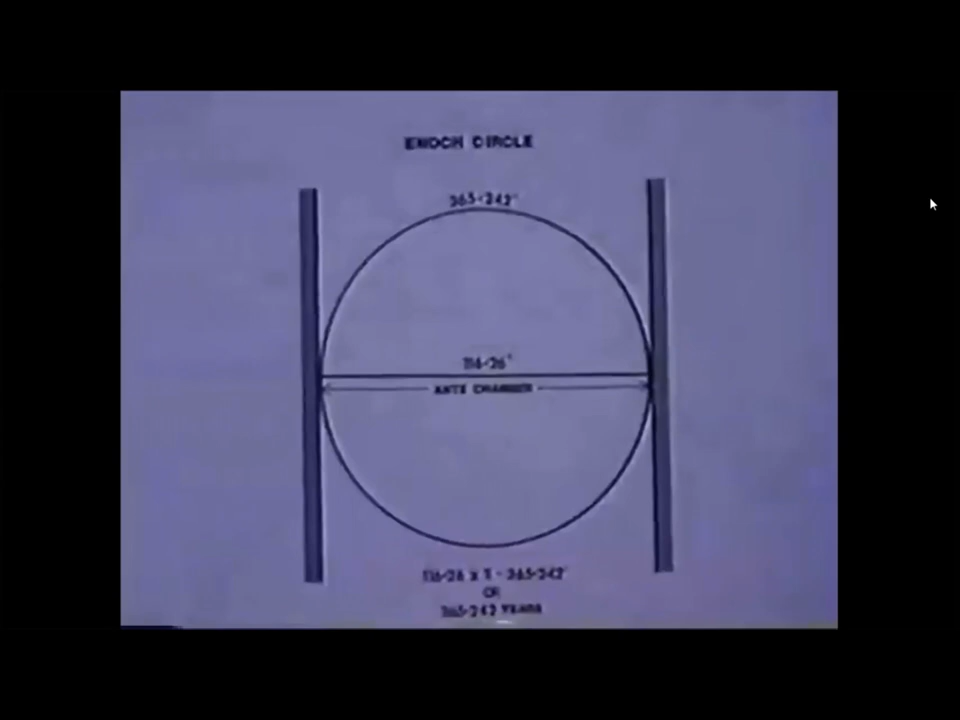 ENOCH CIRCLE
365·242"
116·26"
ANTE CHAMBER
116·26 x π = 365·242"
OR
365·242 YEARS